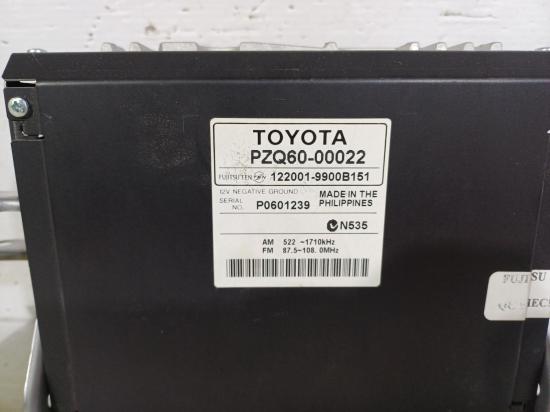 TOYOTA
PZQ60-00022
FUJITSU TEN 122001-9900B151
12V NEGATIVE GROUND
SERIAL NO. P0601239
MADE IN THE PHILIPPINES
N535
AM 522 ~1710kHz
FM 87.5~108.0MHz
FUJITSU